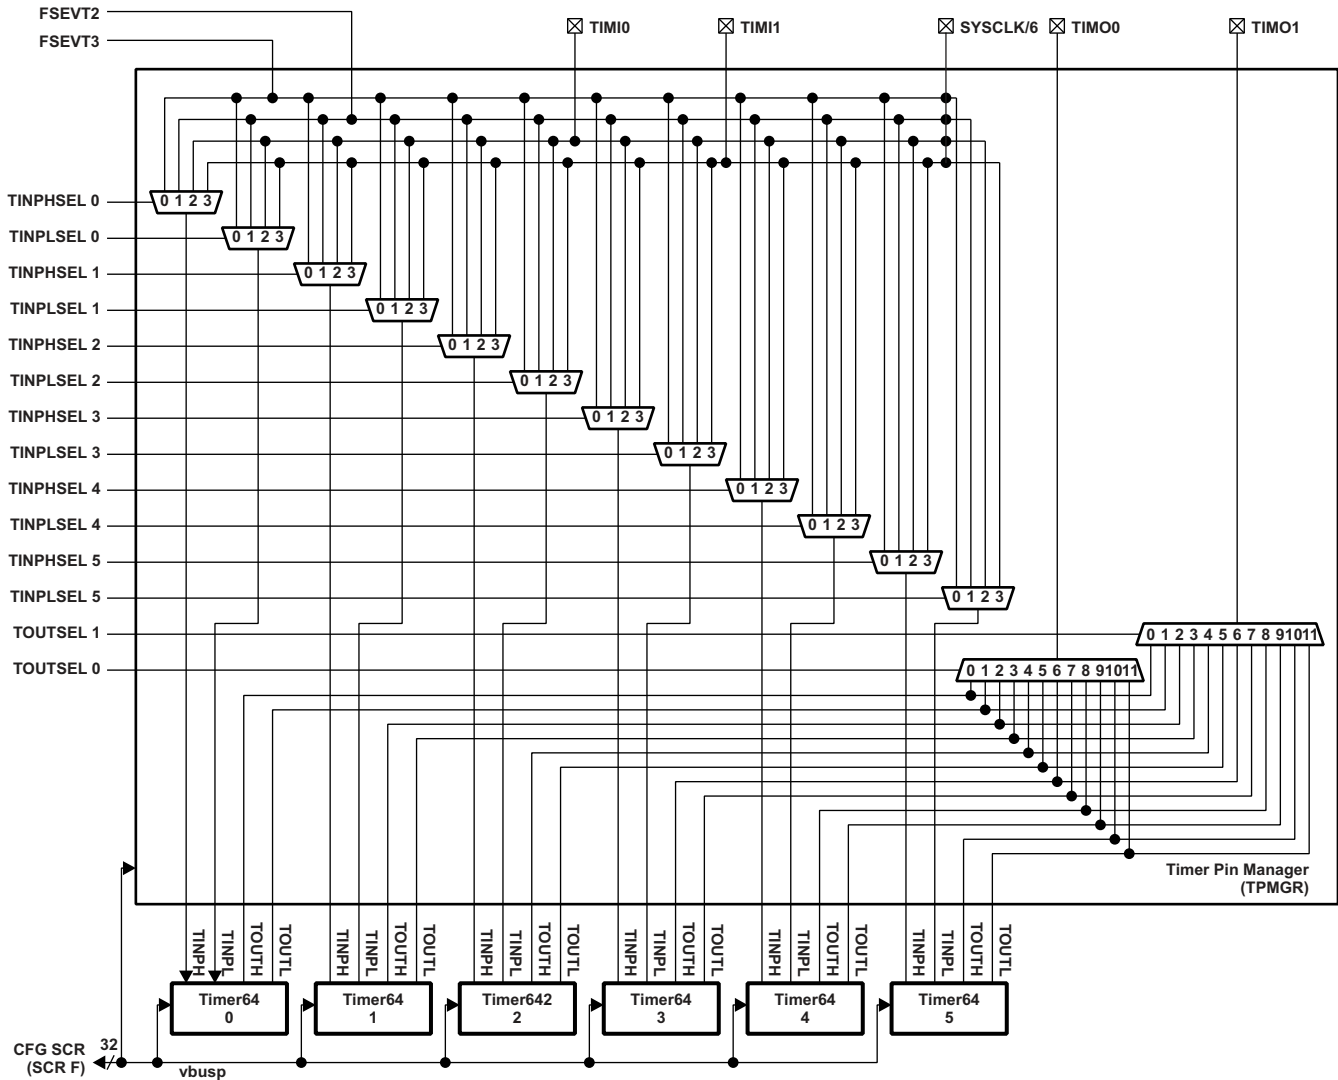 FSEVT2
FSEVT3
TIMI0
TIMI1
SYSCLK/6
TIMO0
TIMO1
TINPHSEL 0
0 1 2 3
TINPLSEL 0
0 1 2 3
TINPHSEL 1
0 1 2 3
TINPLSEL 1
0 1 2 3
TINPHSEL 2
0 1 2 3
TINPLSEL 2
0 1 2 3
TINPHSEL 3
0 1 2 3
TINPLSEL 3
0 1 2 3
TINPHSEL 4
0 1 2 3
TINPLSEL 4
0 1 2 3
TINPHSEL 5
0 1 2 3
TINPLSEL 5
0 1 2 3
TOUTSEL 1
0 1 2 3 4 5 6 7 8 9 10 11
TOUTSEL 0
0 1 2 3 4 5 6 7 8 9 10 11
Timer Pin Manager
(TPMGR)
TINPH
TINPL
TOUTH
TOUTL
TINPH
TINPL
TOUTH
TOUTL
TINPH
TINPL
TOUTH
TOUTL
TINPH
TINPL
TOUTH
TOUTL
TINPH
TINPL
TOUTH
TOUTL
TINPH
TINPL
TOUTH
TOUTL
Timer64
0
Timer64
1
Timer642
2
Timer64
3
Timer64
4
Timer64
5
CFG SCR
(SCR F)
32
vbusp